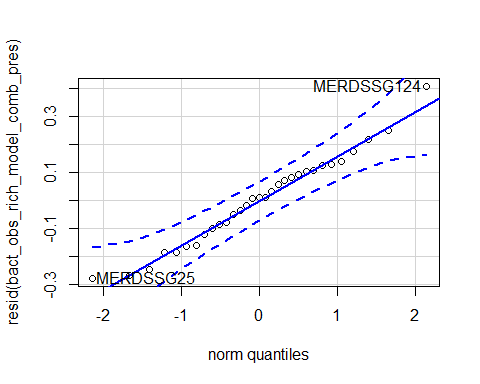 resid(bact_obs_rich_model_comb_pres)
0.3
0.1
-0.1
-0.3
MERDSSG124
MERDSSG25
-2 -1 0 1 2
norm quantiles